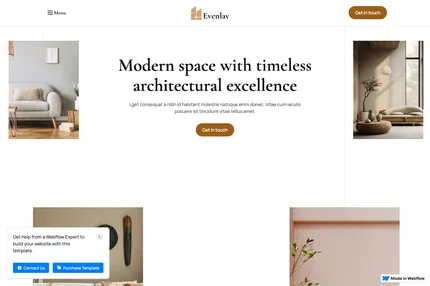 Menu
Evenlav
Get in touch
Modern space with timeless
architectural excellence
Lget consequat a nibh id habitant molestie natoque enim donec. Vitae cum iaculis
posuere ad tincidunt vitae tellus amet.
Get in touch
Get help from a Webflow Expert to
build your website with this
template.
Contact Us
Purchase Template
Made in Webflow